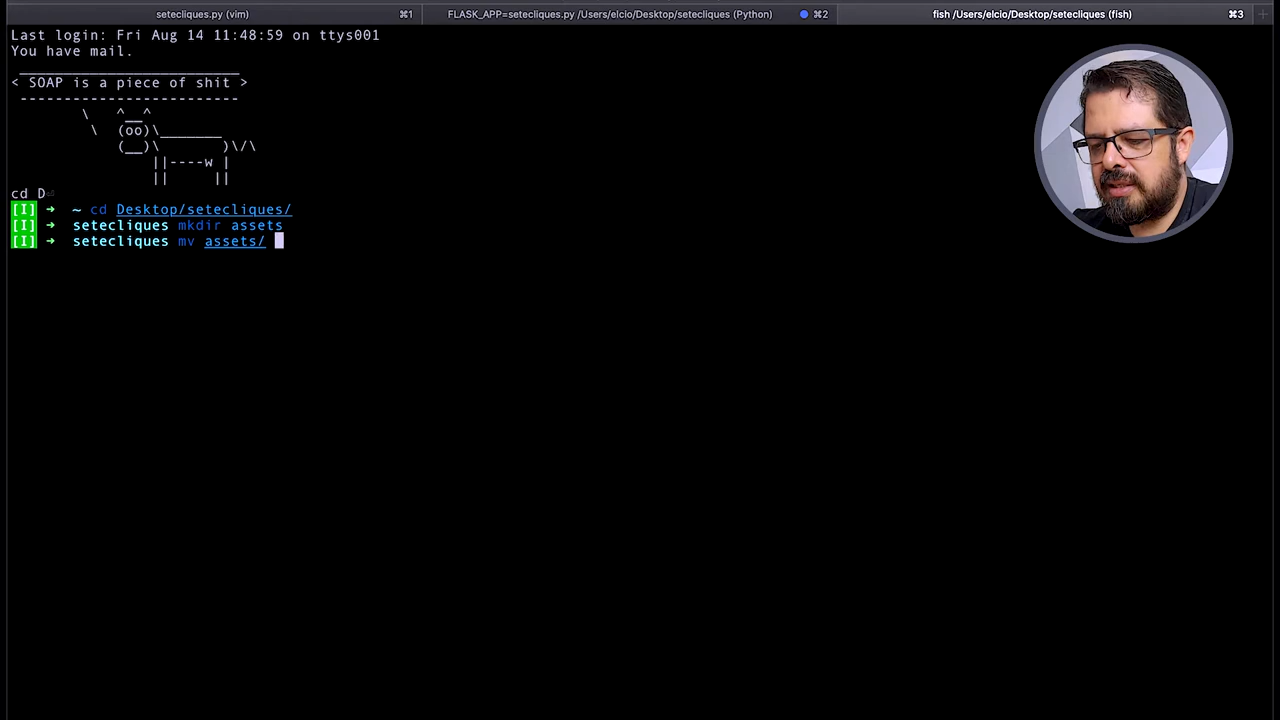 setecliques.py (vim) ⌘1 FLASK_APP=setecliques.py /Users/elcio/Desktop/setecliques (Python) ⌘2 fish /Users/elcio/Desktop/setecliques (fish) ⌘3 +
Last login: Fri Aug 14 11:48:59 on ttys001
You have mail.
 _________________________
< SOAP is a piece of shit >
 -------------------------
        \   ^__^
         \  (oo)\_______
            (__)\       )\/\
                ||----w |
                ||     ||
cd D⏎
[I] ➜  ~ cd Desktop/setecliques/
[I] ➜  setecliques mkdir assets
[I] ➜  setecliques mv assets/